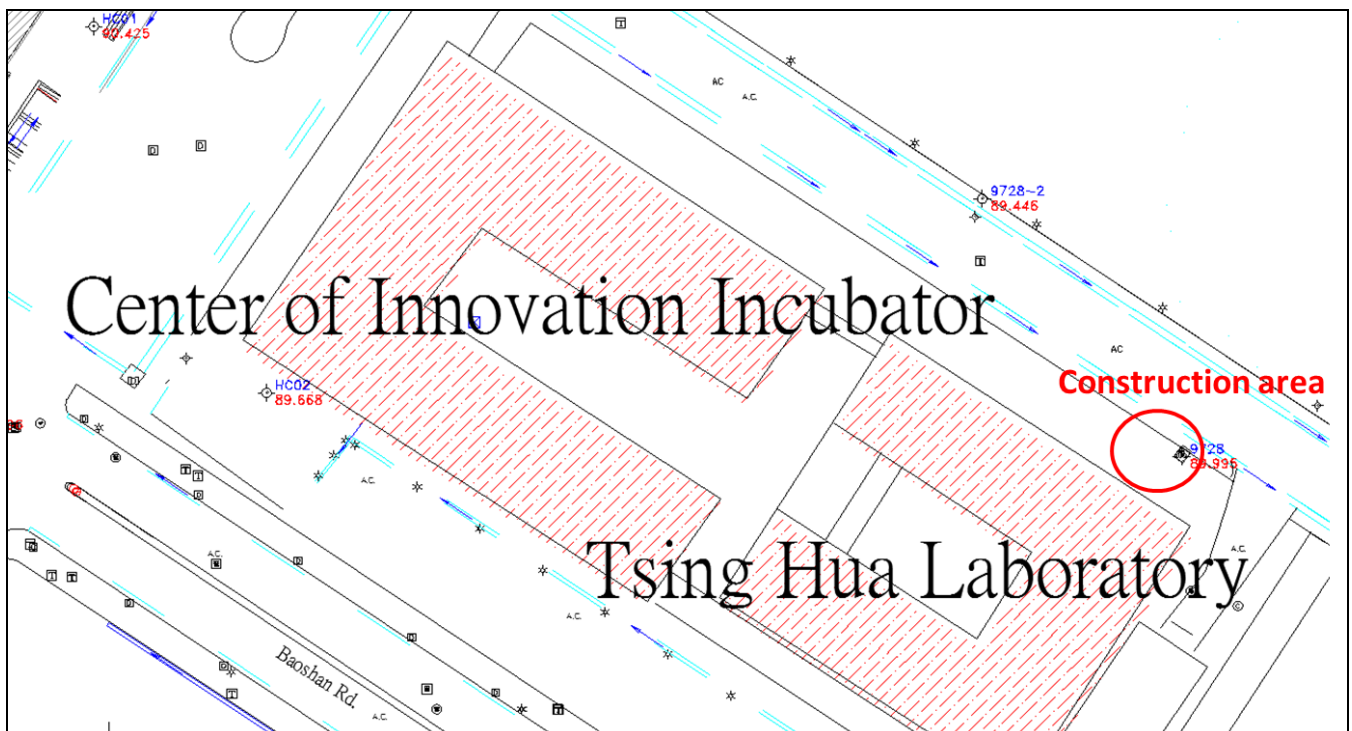 HC01
90.425
T
AC
A.C.
D
D
9728-2
89.446
T
Center of Innovation Incubator
AC
Construction area
HC02
89.668
D
9728
A.C.
T
T
D
Tsing Hua Laboratory
A.C.
A.C.
D
T
T
C
D
A.C.
D
Baoshan Rd.
D
T
D
A.C.